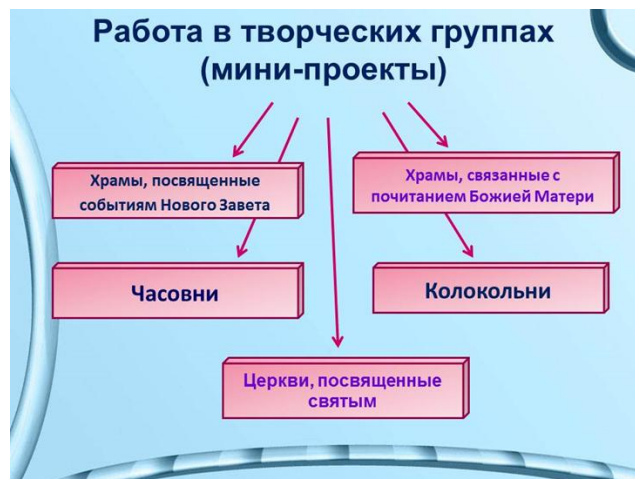 Работа в творческих группах
(мини-проекты)
Храмы, посвященные
событиям Нового Завета
Храмы, связанные с
почитанием Божией Матери
Часовни
Колокольни
Церкви, посвященные
святым